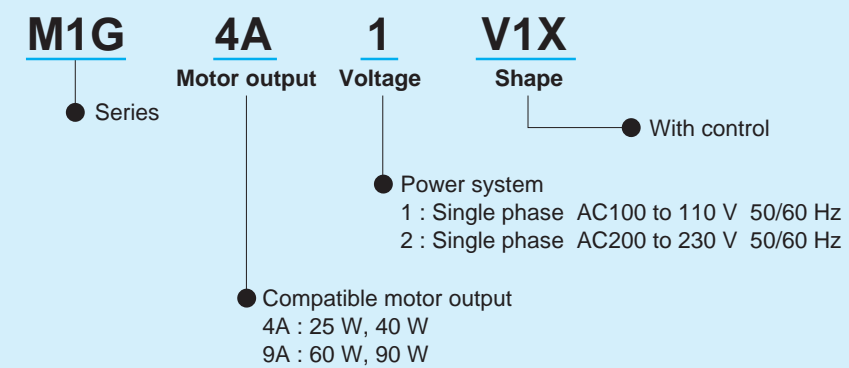 M1G 4A 1 V1X
Motor output Voltage Shape
Series
With control
Power system
1 : Single phase AC100 to 110 V 50/60 Hz
2 : Single phase AC200 to 230 V 50/60 Hz
Compatible motor output
4A : 25 W, 40 W
9A : 60 W, 90 W